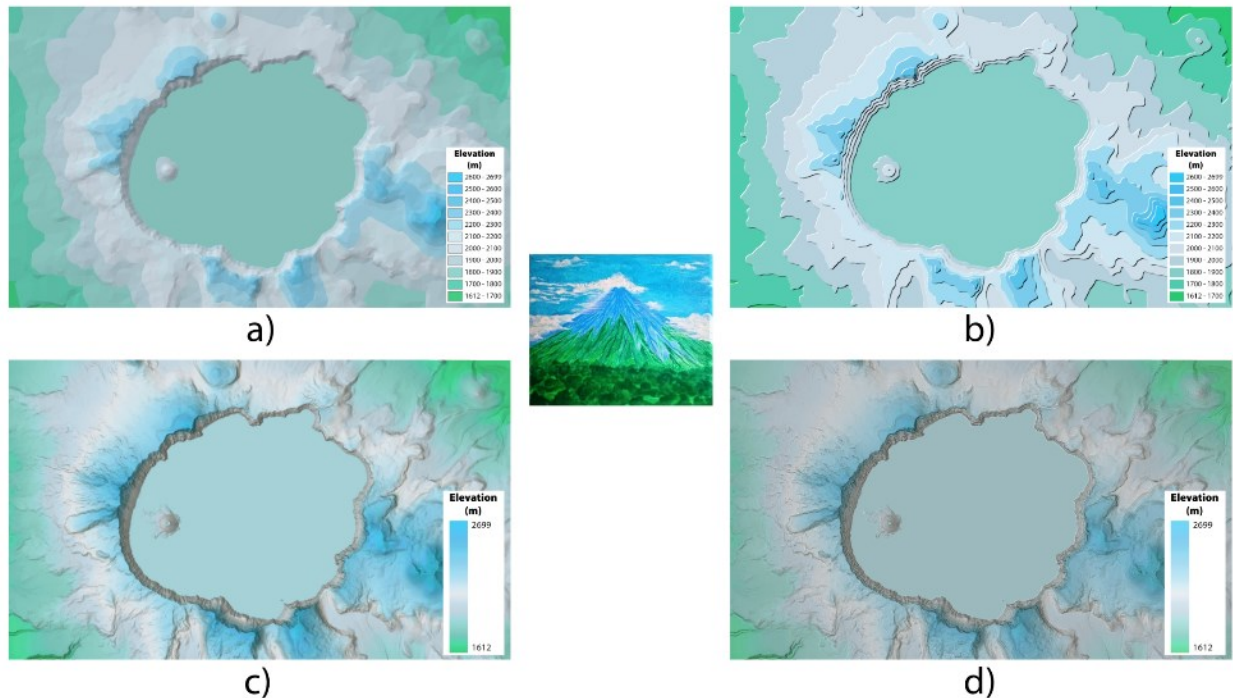 Elevation
(m)
2600 - 2699
2500 - 2600
2400 - 2500
2300 - 2400
2200 - 2300
2100 - 2200
2000 - 2100
1900 - 2000
1800 - 1900
1700 - 1800
1612 - 1700
a)
Elevation
(m)
2600 - 2699
2500 - 2600
2400 - 2500
2300 - 2400
2200 - 2300
2100 - 2200
2000 - 2100
1900 - 2000
1800 - 1900
1700 - 1800
1612 - 1700
b)
Elevation
(m)
2699
1612
c)
Elevation
(m)
2699
1612
d)